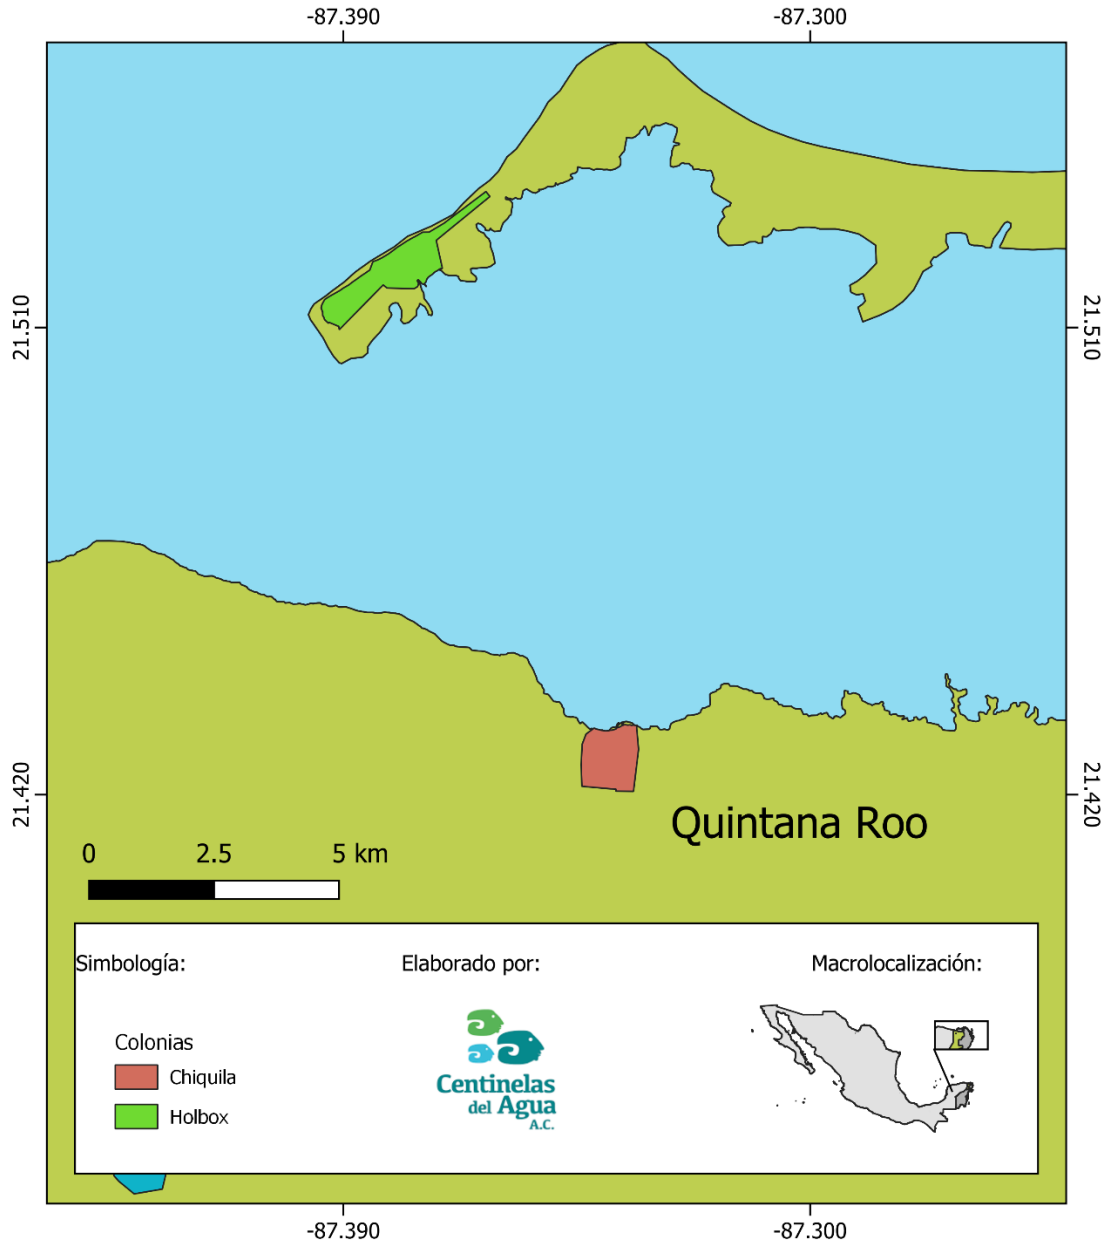 -87.390
-87.300
21.510
21.510
21.420
21.420
Quintana Roo
0
2.5
5 km
Simbología:
Elaborado por:
Macrolocalización:
Colonias
Chiquila
Holbox
Centinelas
del Agua
A.C.
-87.390
-87.300